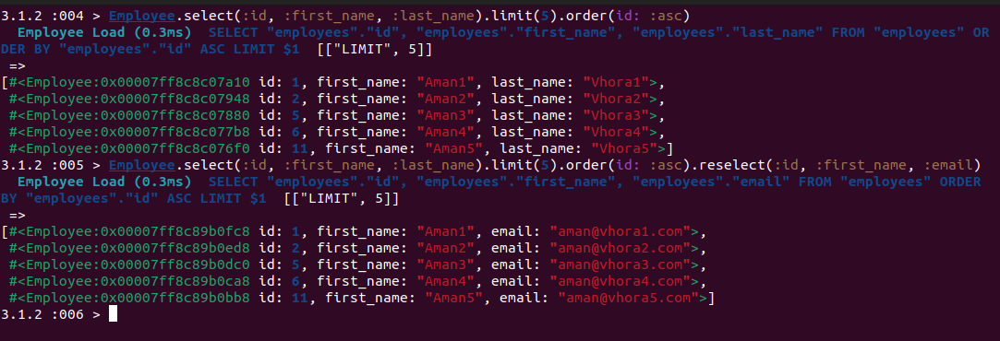 3.1.2 :004 > Employee.select(:id, :first_name, :last_name).limit(5).order(id: :asc)
  Employee Load (0.3ms)  SELECT "employees"."id", "employees"."first_name", "employees"."last_name" FROM "employees" OR
DER BY "employees"."id" ASC LIMIT $1  [["LIMIT", 5]]
 =>
[#<Employee:0x00007ff8c8c07a10 id: 1, first_name: "Aman1", last_name: "Vhora1">,
 #<Employee:0x00007ff8c8c07948 id: 2, first_name: "Aman2", last_name: "Vhora2">,
 #<Employee:0x00007ff8c8c07880 id: 5, first_name: "Aman3", last_name: "Vhora3">,
 #<Employee:0x00007ff8c8c077b8 id: 6, first_name: "Aman4", last_name: "Vhora4">,
 #<Employee:0x00007ff8c8c076f0 id: 11, first_name: "Aman5", last_name: "Vhora5">]
3.1.2 :005 > Employee.select(:id, :first_name, :last_name).limit(5).order(id: :asc).reselect(:id, :first_name, :email)
  Employee Load (0.3ms)  SELECT "employees"."id", "employees"."first_name", "employees"."email" FROM "employees" ORDER
BY "employees"."id" ASC LIMIT $1  [["LIMIT", 5]]
 =>
[#<Employee:0x00007ff8c89b0fc8 id: 1, first_name: "Aman1", email: "aman@vhora1.com">,
 #<Employee:0x00007ff8c89b0ed8 id: 2, first_name: "Aman2", email: "aman@vhora2.com">,
 #<Employee:0x00007ff8c89b0dc0 id: 5, first_name: "Aman3", email: "aman@vhora3.com">,
 #<Employee:0x00007ff8c89b0ca8 id: 6, first_name: "Aman4", email: "aman@vhora4.com">,
 #<Employee:0x00007ff8c89b0bb8 id: 11, first_name: "Aman5", email: "aman@vhora5.com">]
3.1.2 :006 >